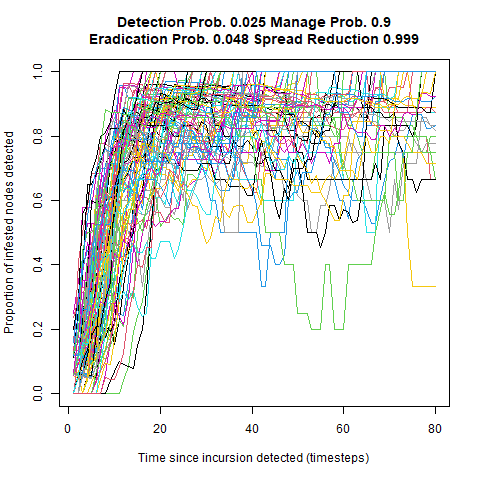 Detection Prob. 0.025 Manage Prob. 0.9
Eradication Prob. 0.048 Spread Reduction 0.999
Proportion of infested nodes detected
1.0
0.8
0.6
0.4
0.2
0.0
0 20 40 60 80
Time since incursion detected (timesteps)